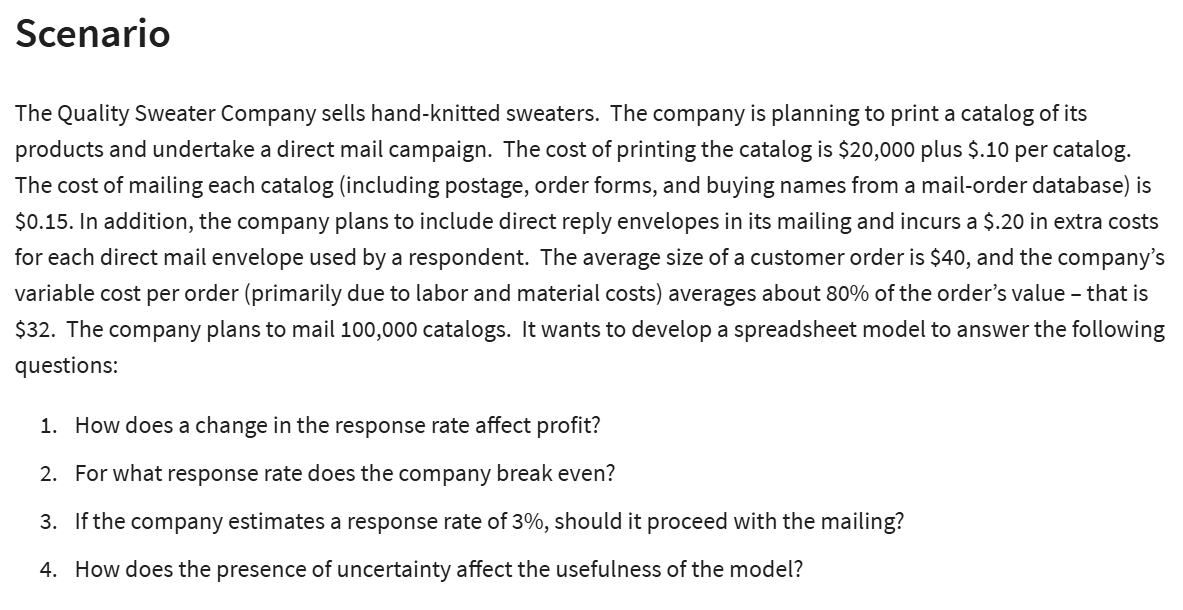 Scenario
The Quality Sweater Company sells hand-knitted sweaters.  The company is planning to print a catalog of its
products and undertake a direct mail campaign.  The cost of printing the catalog is $20,000 plus $.10 per catalog.
The cost of mailing each catalog (including postage, order forms, and buying names from a mail-order database) is
$0.15. In addition, the company plans to include direct reply envelopes in its mailing and incurs a $.20 in extra costs
for each direct mail envelope used by a respondent.  The average size of a customer order is $40, and the company’s
variable cost per order (primarily due to labor and material costs) averages about 80% of the order’s value – that is
$32.  The company plans to mail 100,000 catalogs.  It wants to develop a spreadsheet model to answer the following
questions:
1. How does a change in the response rate affect profit?
2. For what response rate does the company break even?
3. If the company estimates a response rate of 3%, should it proceed with the mailing?
4. How does the presence of uncertainty affect the usefulness of the model?